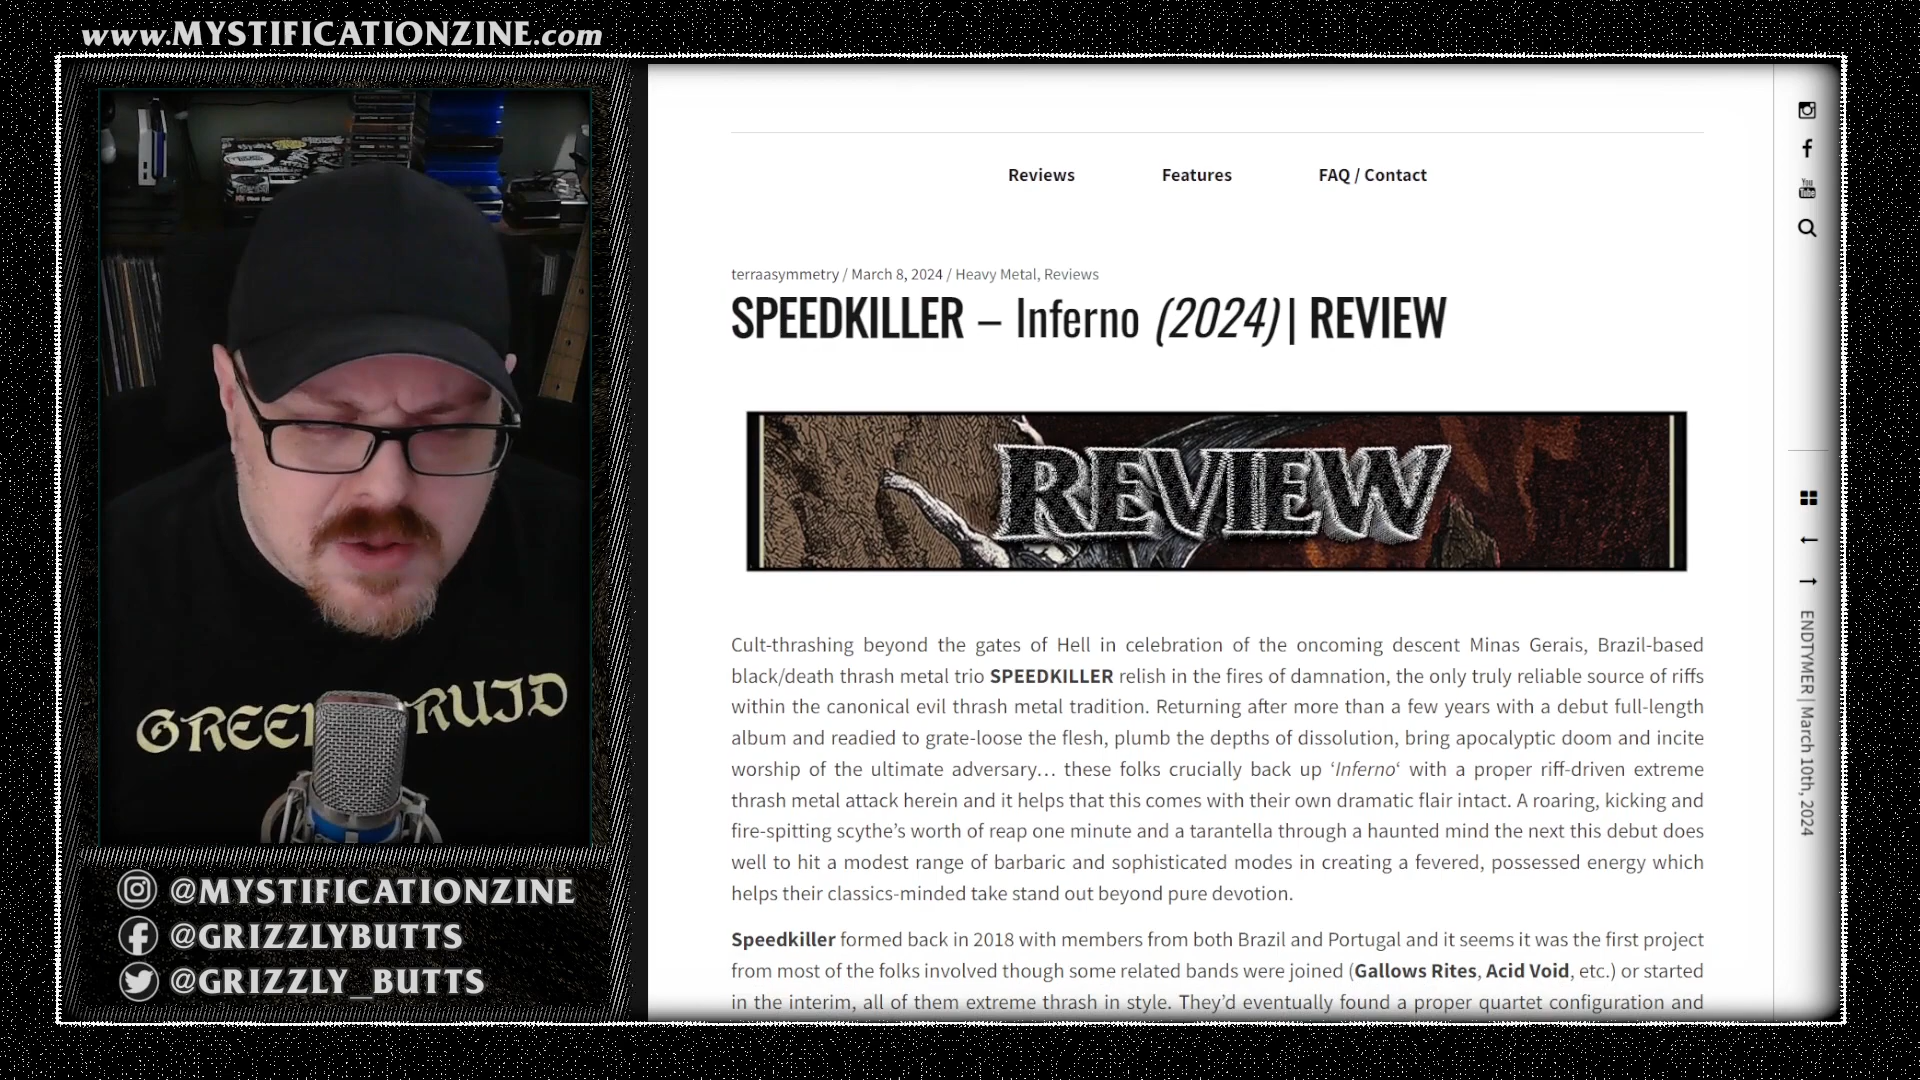 www.MYSTIFICATIONZINE.com
GREEN DRUID
@MYSTIFICATIONZINE
@GRIZZLYBUTTS
@GRIZZLY_BUTTS
Reviews Features FAQ / Contact
terraasymmetry / March 8, 2024 / Heavy Metal, Reviews
SPEEDKILLER – Inferno (2024) | REVIEW
REVIEW
Cult-thrashing beyond the gates of Hell in celebration of the oncoming descent Minas Gerais, Brazil-based
black/death thrash metal trio SPEEDKILLER relish in the fires of damnation, the only truly reliable source of riffs
within the canonical evil thrash metal tradition. Returning after more than a few years with a debut full-length
album and readied to grate-loose the flesh, plumb the depths of dissolution, bring apocalyptic doom and incite
worship of the ultimate adversary… these folks crucially back up ‘Inferno‘ with a proper riff-driven extreme
thrash metal attack herein and it helps that this comes with their own dramatic flair intact. A roaring, kicking and
fire-spitting scythe’s worth of reap one minute and a tarantella through a haunted mind the next this debut does
well to hit a modest range of barbaric and sophisticated modes in creating a fevered, possessed energy which
helps their classics-minded take stand out beyond pure devotion.
Speedkiller formed back in 2018 with members from both Brazil and Portugal and it seems it was the first project
from most of the folks involved though some related bands were joined (Gallows Rites, Acid Void, etc.) or started
in the interim, all of them extreme thrash in style. They’d eventually found a proper quartet configuration and
You Tube
ENDTYMER | March 10th, 2024